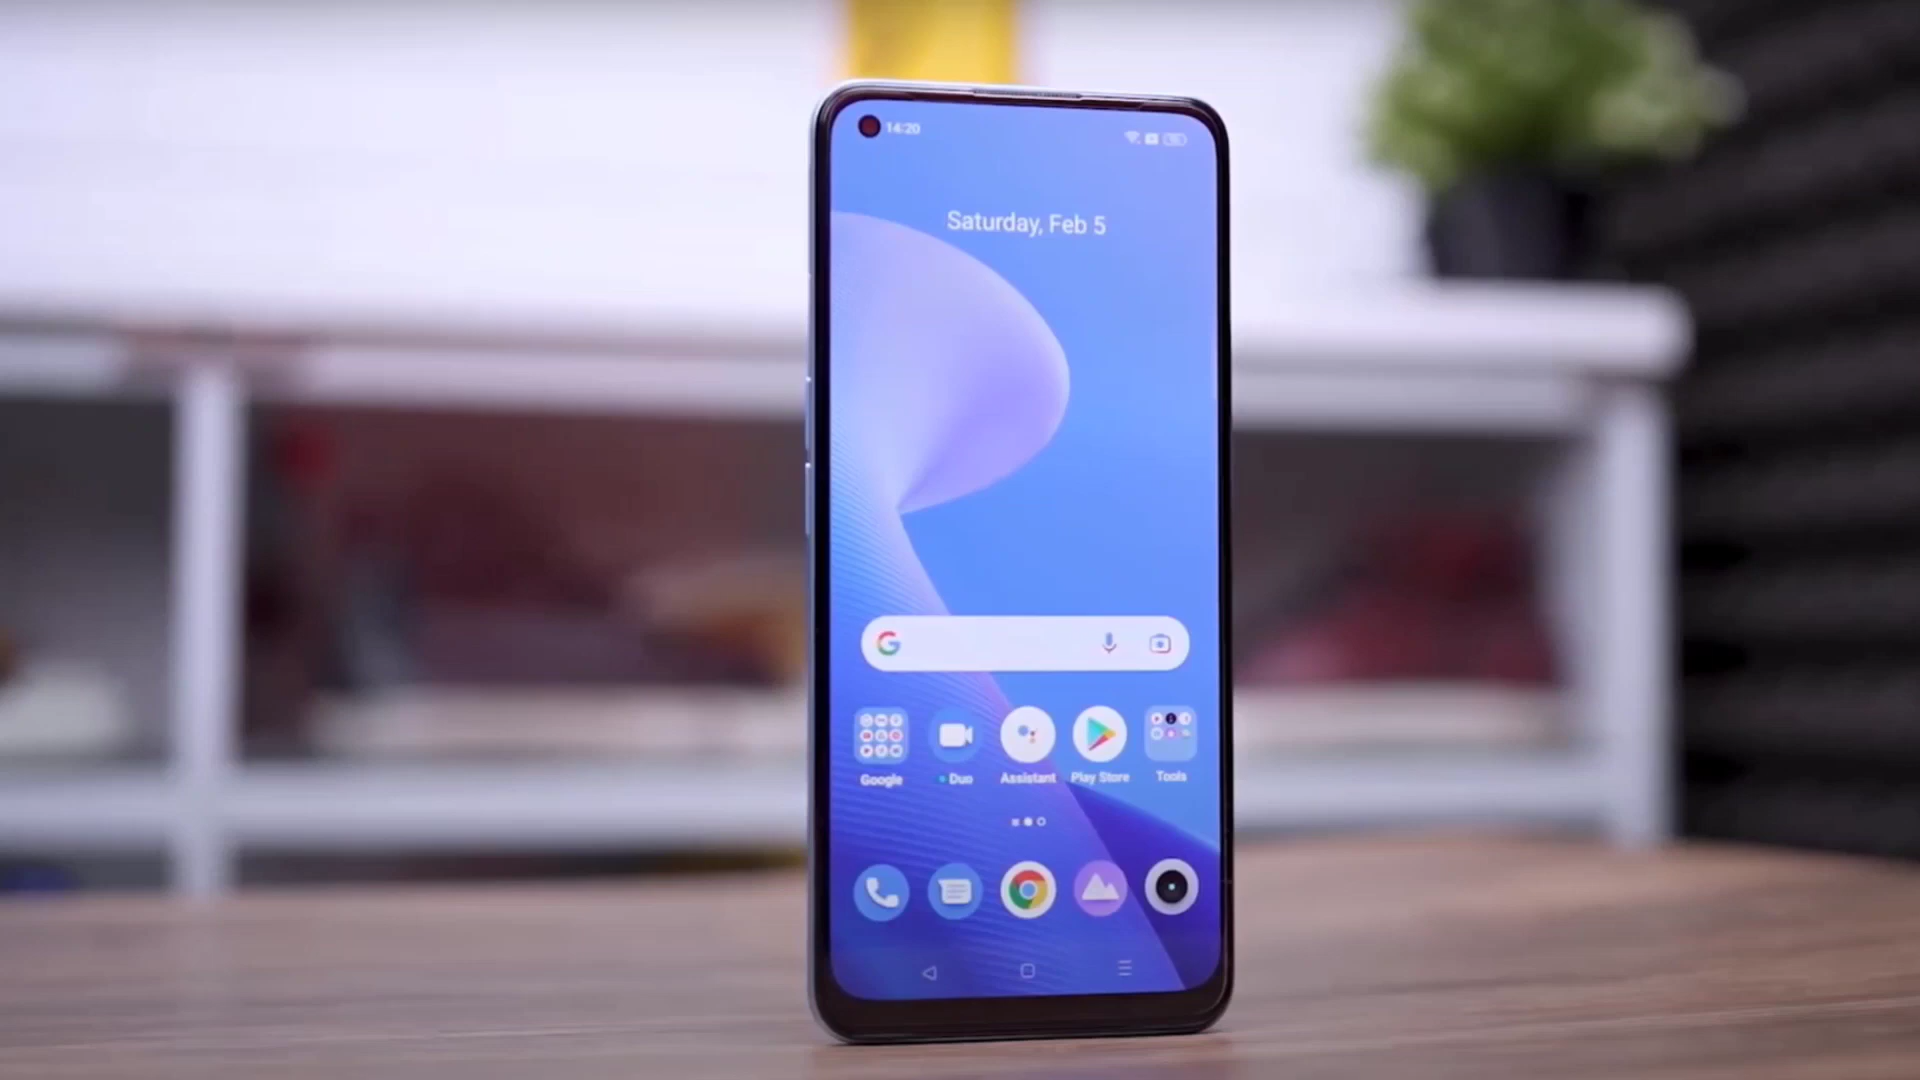 14:20
Saturday, Feb 5
Google
Duo
Assistant
Play Store
Tools